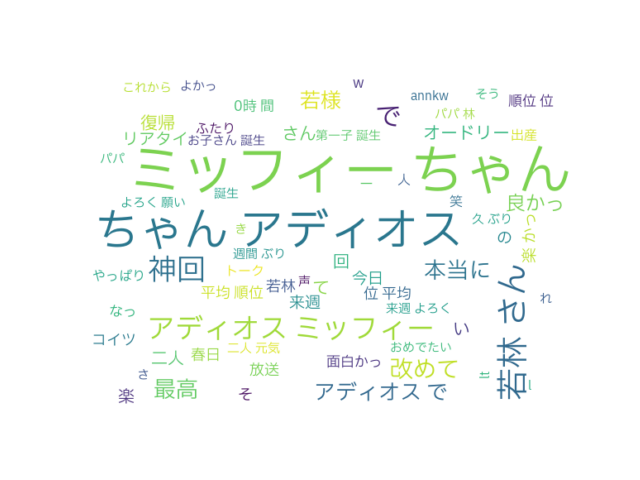 これから よかっ w
若様 annkw そう 順位 位
0時 間 で
復帰 ふたり さん 第一子 誕生 パパ 林
リアタイ お子さん 誕生 オードリー 出産
パパ ミッフィー ちゃん
ー 人
よろく 願い 誕生 笑 良かっ
ちゃん アディオス 久 ぶり 楽 かっ
き の
週間 ぶり 回
やっぱり 神回 トーク 今日 本当に
平均 順位 若林 声 て 位 平均 若林 さん
来週 来週 よろく れ
なっ アディオス ミッフィー い
コイツ 二人 元気 おめでたい
二人 春日 放送 面白かっ 改めて
さ tt
楽 最高 そ アディオス で l